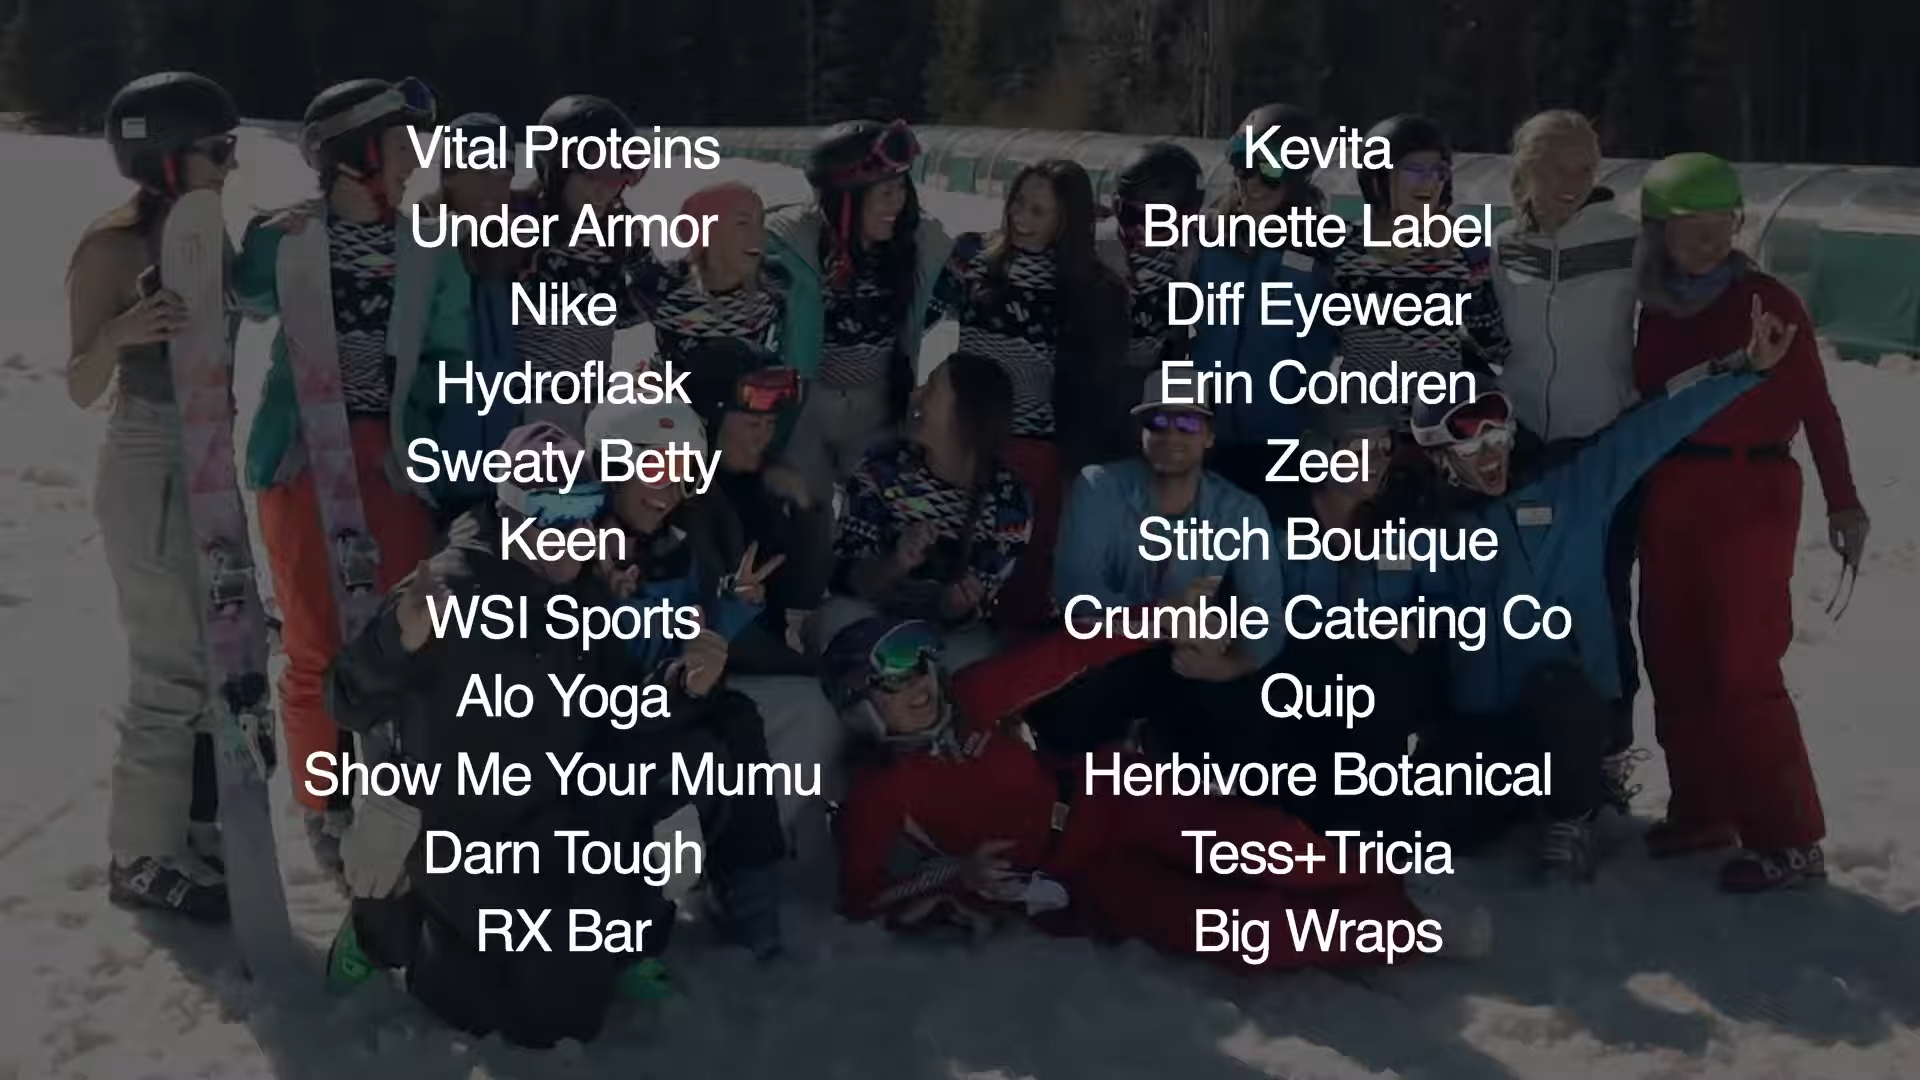 Vital Proteins
Under Armor
Nike
Hydroflask
Sweaty Betty
Keen
WSI Sports
Alo Yoga
Show Me Your Mumu
Darn Tough
RX Bar
Kevita
Brunette Label
Diff Eyewear
Erin Condren
Zeel
Stitch Boutique
Crumble Catering Co
Quip
Herbivore Botanical
Tess+Tricia
Big Wraps